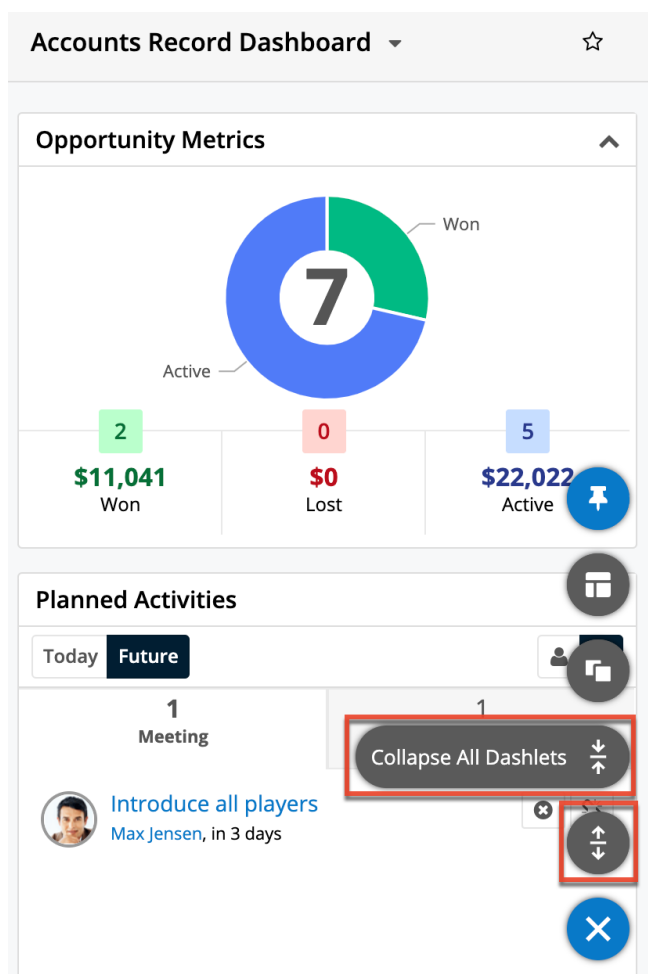 Accounts Record Dashboard
Opportunity Metrics
Won
7
Active
2 0 5
$11,041 $0 $22,022
Won Lost Active
Planned Activities
Today Future
1 1
Meeting
Collapse All Dashlets
Introduce all players
Max Jensen, in 3 days